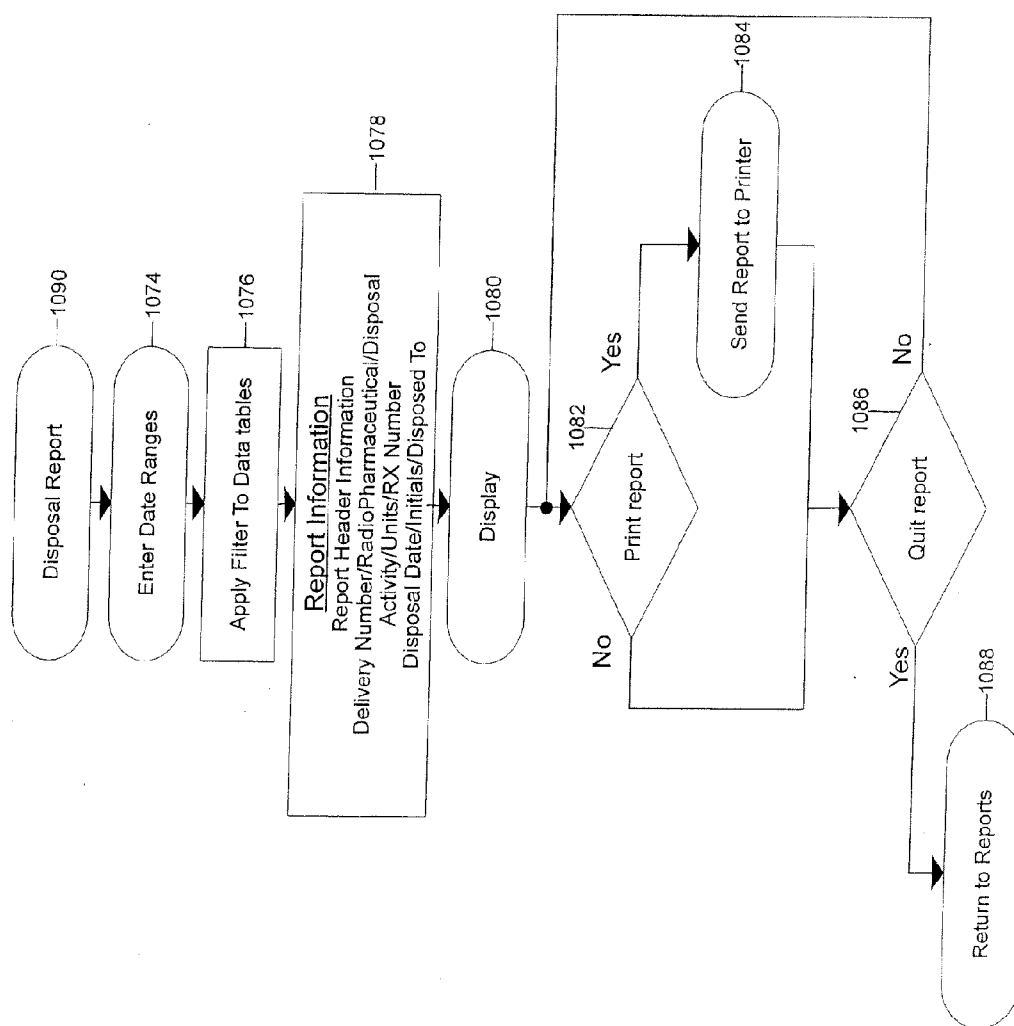 Disposal Report
1090
Enter Date Ranges
1074
Apply Filter To Data tables
1076
Report Information
Report Header Information
Delivery Number/RadioPharmaceutical/Disposal
Activity/Units/RX Number
Disposal Date/Initials/Disposed To
1078
Display
1080
Print report
1082
Yes
No
Send Report to Printer
1084
Quit report
1086
No
Yes
Return to Reports
1088